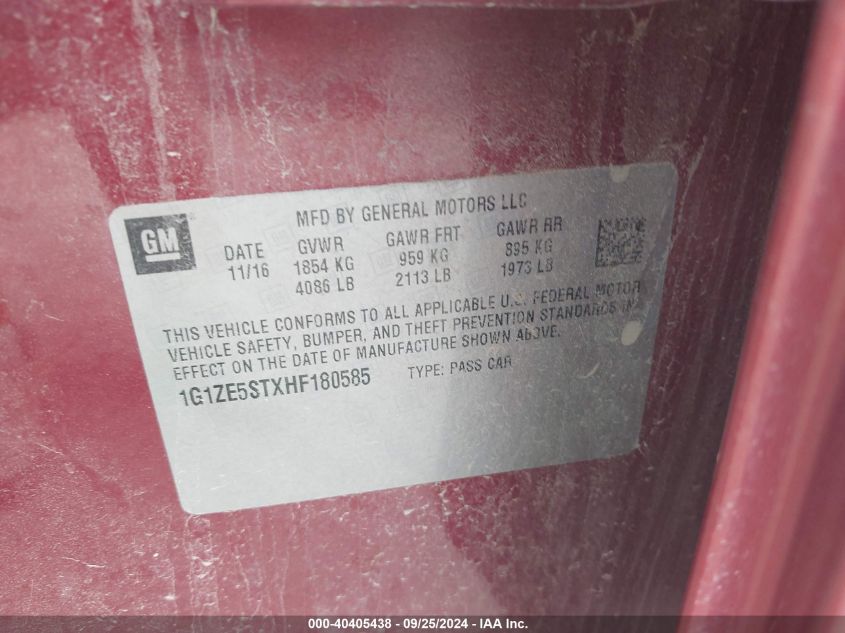 GM
MFD BY GENERAL MOTORS LLC
DATE GVWR GAWR FRT GAWR RR
11/16 1854 KG 959 KG 895 KG
4086 LB 2113 LB 1973 LB
THIS VEHICLE CONFORMS TO ALL APPLICABLE U.S. FEDERAL MOTOR
VEHICLE SAFETY, BUMPER, AND THEFT PREVENTION STANDARDS IN
EFFECT ON THE DATE OF MANUFACTURE SHOWN ABOVE.
1G1ZE5STXHF180585 TYPE: PASS CAR
000-40405438 - 09/25/2024 - IAA Inc.